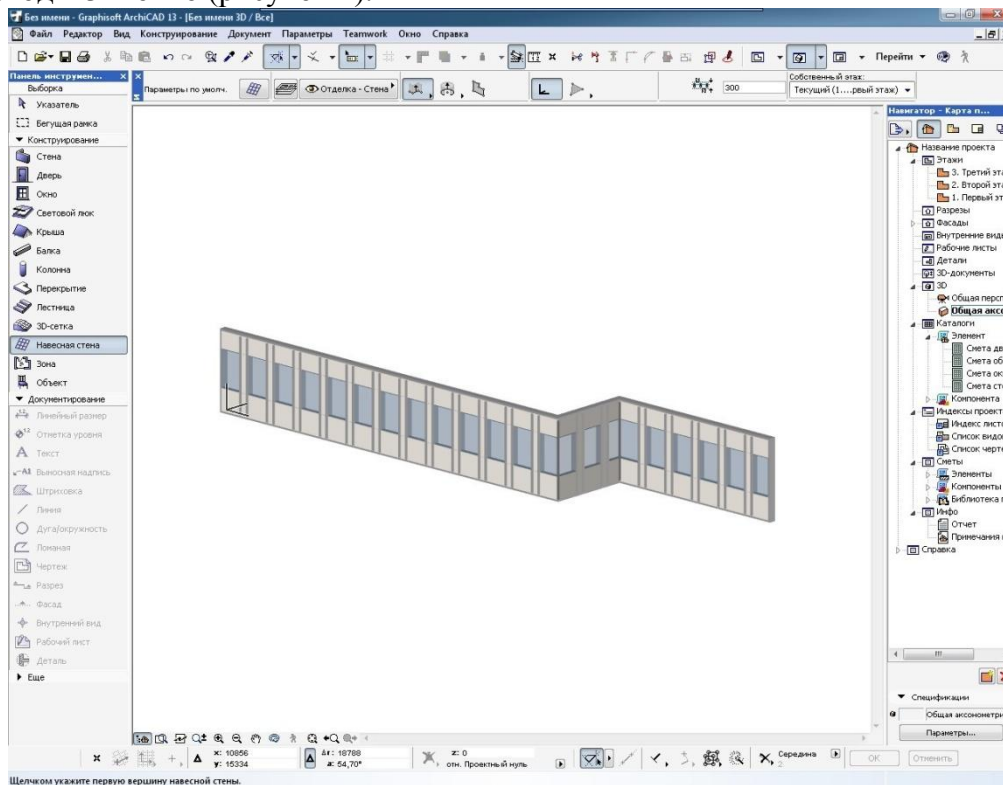 Без имени - Graphisoft ArchiCAD 13 - [Без имени 3D / Все]
Файл Редактор Вид Конструирование Документ Параметры Teamwork Окно Справка
Перейти
Панель инструмен...
Выборка
Указатель
Бегущая рамка
Конструирование
Стена
Дверь
Окно
Световой люк
Крыша
Балка
Колонна
Перекрытие
Лестница
3D-сетка
Навесная стена
Зона
Объект
Документирование
Линейный размер
Отметка уровня
Текст
Выносная надпись
Штриховка
Линия
Дуга/окружность
Ломаная
Чертеж
Разрез
Фасад
Внутренний вид
Рабочий лист
Деталь
Еще
Параметры по умолч.
Отделка - Стена
300
Собственный этаж:
Текущий (1....рвый этаж)
Навигатор - Карта п...
Название проекта
Этажи
3. Третий эта
2. Второй эта
1. Первый эт
Разрезы
Фасады
Внутренние виды
Рабочие листы
Детали
3D-документы
3D
Общая персп
Общая аксо
Каталоги
Элемент
Смета дв
Смета об
Смета ок
Смета ст
Компонента
Индексы проект
Индекс листо
Список видо
Список черте
Сметы
Элементы
Компоненты
Библиотека
Инфо
Отчет
Примечания
Справка
Спецификации
Общая аксонометри
Параметры...
x: 10856
y: 15334
Δr: 18788
a: 54,70°
z: 0
отн. Проектный нуль
Середина
2
OK
Отменить
Щелчком укажите первую вершину навесной стены.